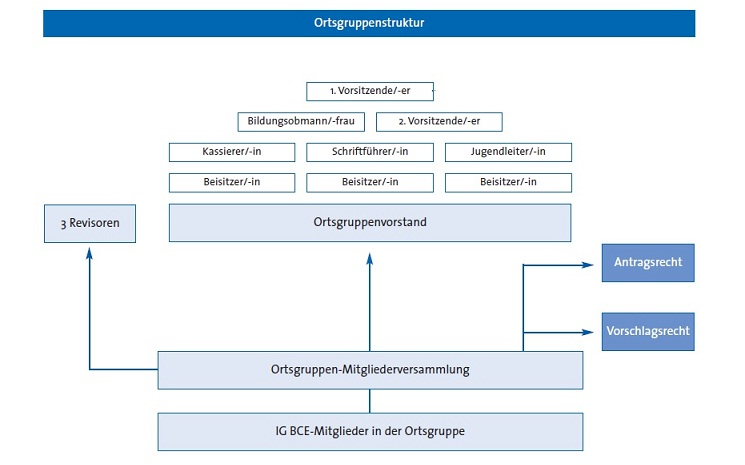 Ortsgruppenstruktur
1. Vorsitzende/-er
Bildungsobmann/-frau
2. Vorsitzende/-er
Kassierer/-in
Schriftführer/-in
Jugendleiter/-in
Beisitzer/-in
Beisitzer/-in
Beisitzer/-in
3 Revisoren
Ortsgruppenvorstand
Antragsrecht
Vorschlagsrecht
Ortsgruppen-Mitgliederversammlung
IG BCE-Mitglieder in der Ortsgruppe